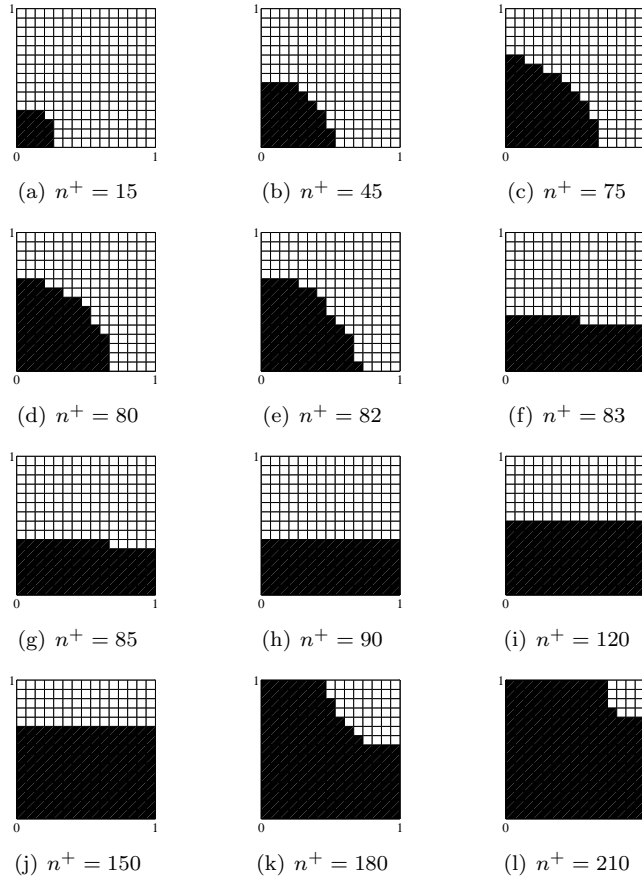 1 1 1
0 1 0 1 0
(a) n⁺ = 15 (b) n⁺ = 45 (c) n⁺ = 75
1 1 1
0 1 0 1 0
(d) n⁺ = 80 (e) n⁺ = 82 (f) n⁺ = 83
1 1 1
0 1 0 1 0
(g) n⁺ = 85 (h) n⁺ = 90 (i) n⁺ = 120
1 1 1
0 1 0 1 0
(j) n⁺ = 150 (k) n⁺ = 180 (l) n⁺ = 210